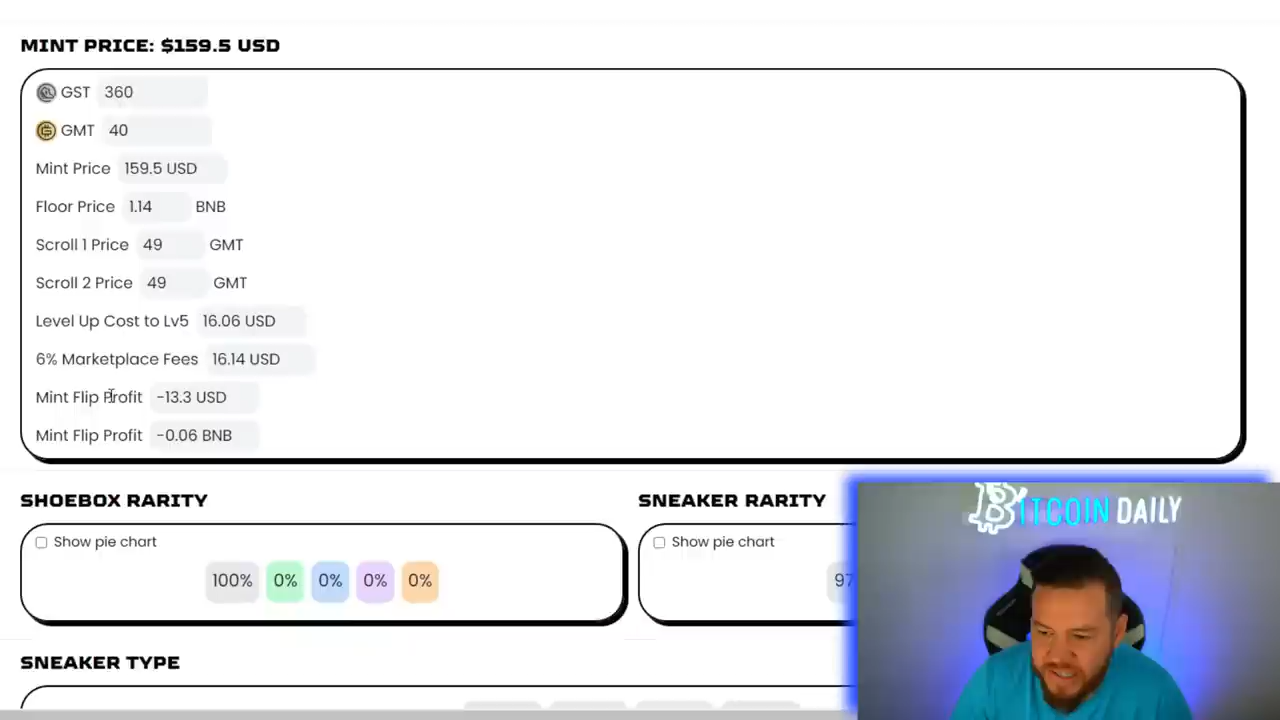 MINT PRICE: $159.5 USD
GST 360
GMT 40
Mint Price 159.5 USD
Floor Price 1.14 BNB
Scroll 1 Price 49 GMT
Scroll 2 Price 49 GMT
Level Up Cost to Lv5 16.06 USD
6% Marketplace Fees 16.14 USD
Mint Flip Profit -13.3 USD
Mint Flip Profit -0.06 BNB
SHOEBOX RARITY
Show pie chart
100% 0% 0% 0% 0%
SNEAKER RARITY
Show pie chart
97
SNEAKER TYPE
BITCOIN DAILY